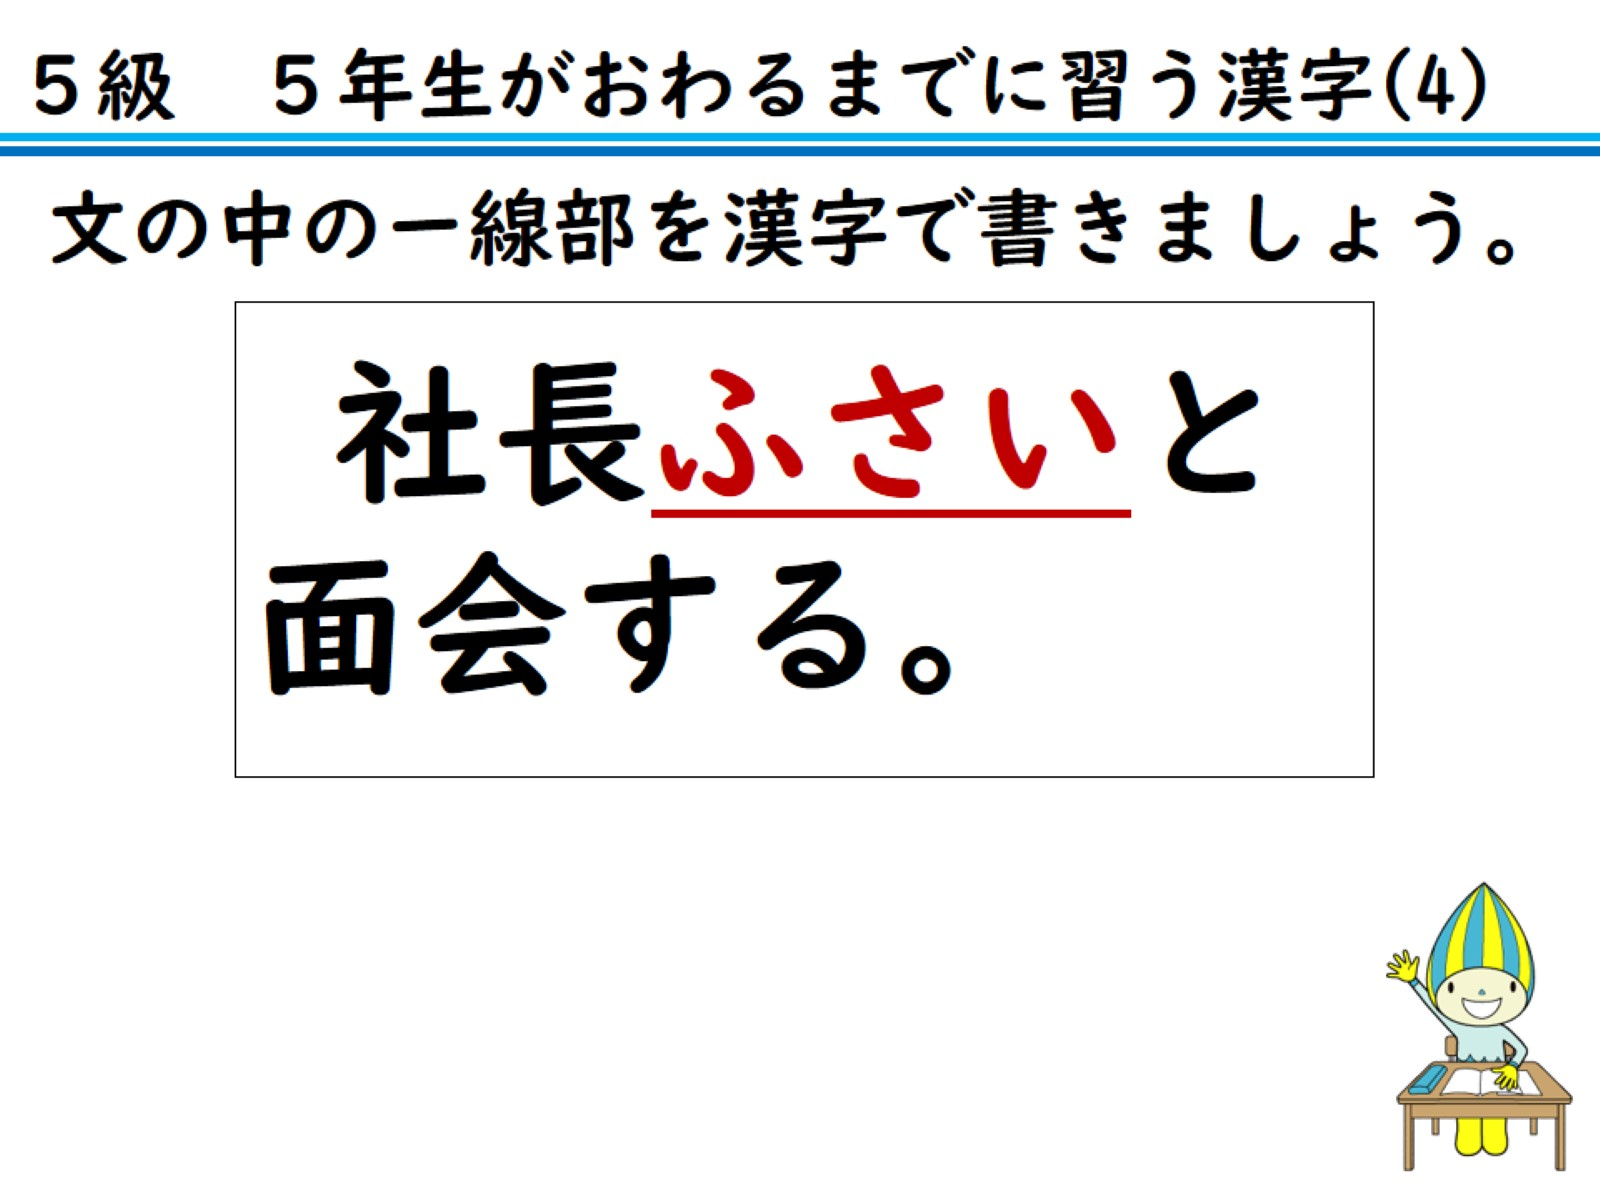 ５級　５年生がおわるまでに習う漢字(4)
文の中の―線部を漢字で書きましょう。
社長ふさいと
面会する。